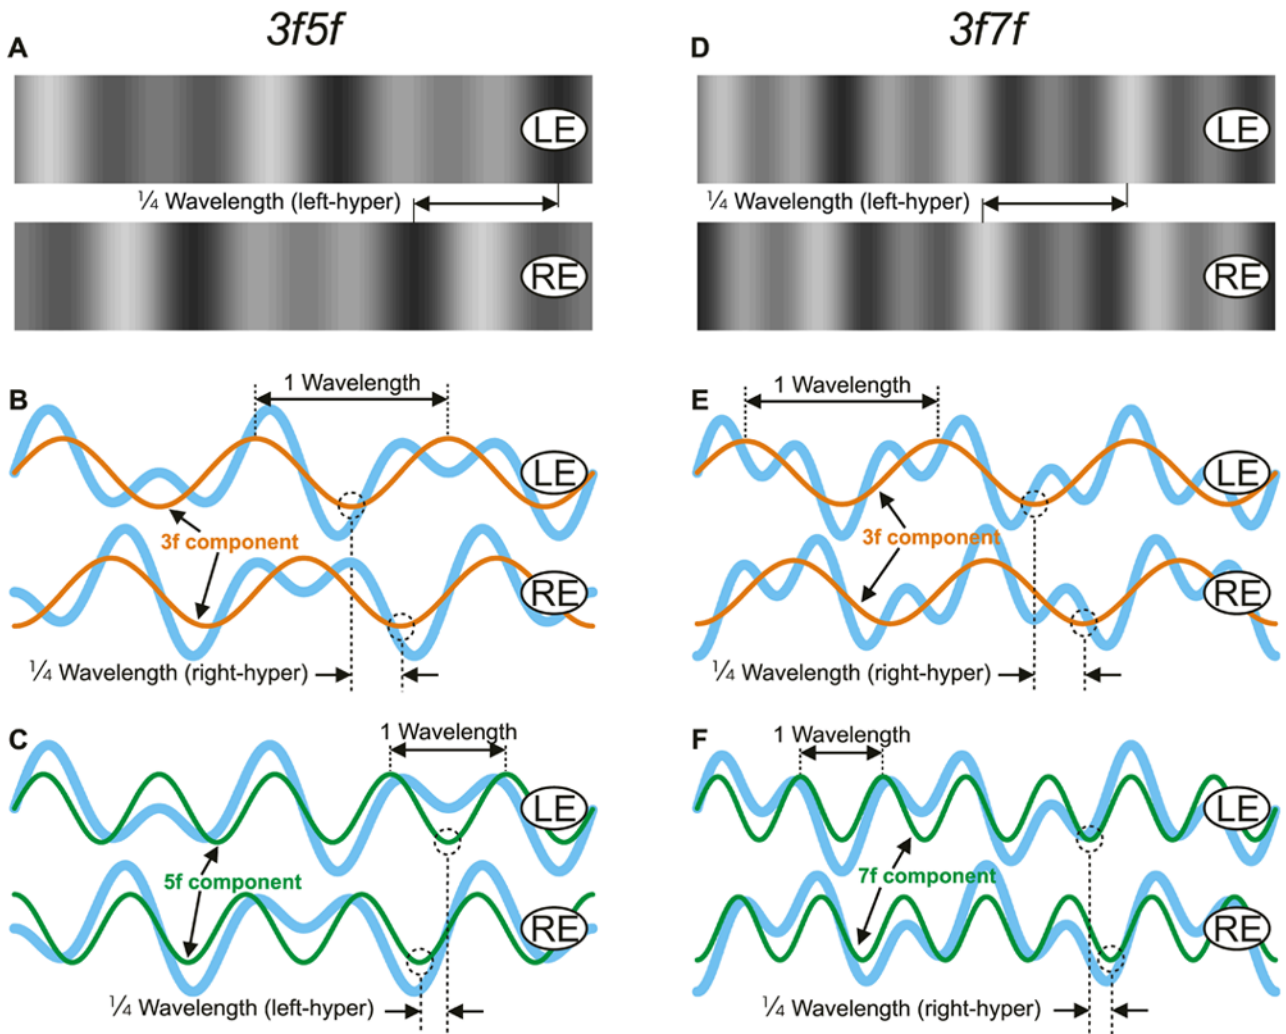 3f5f
A
LE
¼ Wavelength (left-hyper)
RE
B
1 Wavelength
LE
3f component
RE
¼ Wavelength (right-hyper)
C
1 Wavelength
LE
5f component
RE
¼ Wavelength (left-hyper)
3f7f
D
LE
¼ Wavelength (left-hyper)
RE
E
1 Wavelength
LE
3f component
RE
¼ Wavelength (right-hyper)
F
1 Wavelength
LE
7f component
RE
¼ Wavelength (right-hyper)